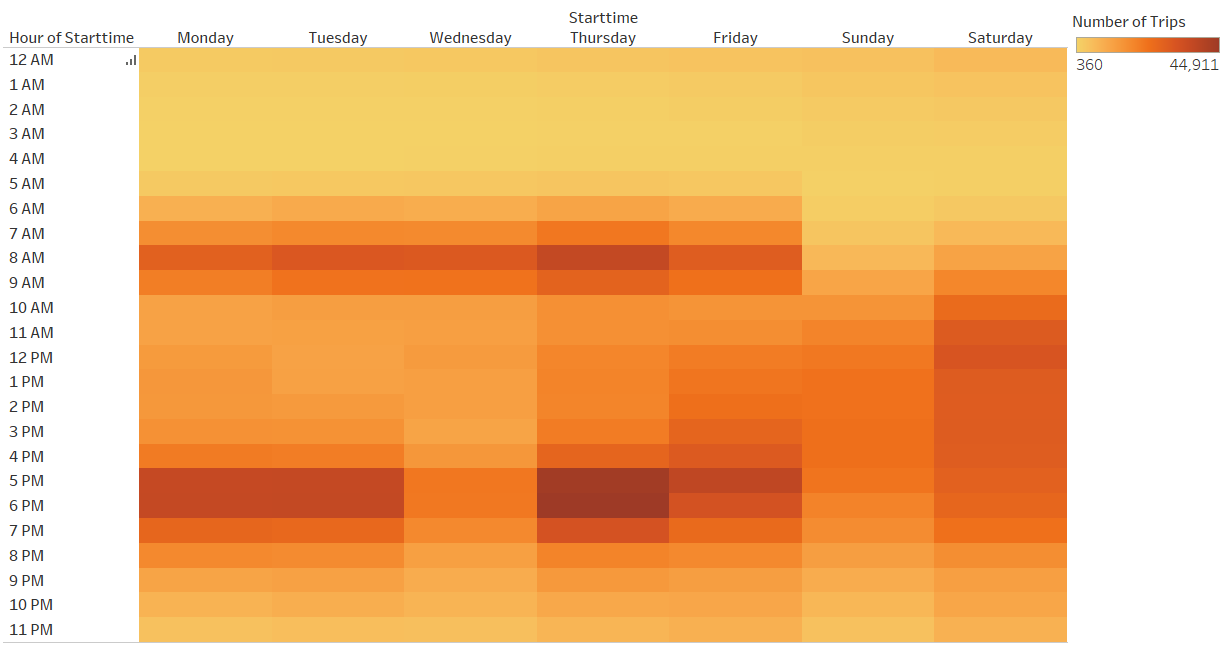 Starttime
Number of Trips
Hour of Starttime Monday Tuesday Wednesday Thursday Friday Sunday Saturday
360 44,911
12 AM
1 AM
2 AM
3 AM
4 AM
5 AM
6 AM
7 AM
8 AM
9 AM
10 AM
11 AM
12 PM
1 PM
2 PM
3 PM
4 PM
5 PM
6 PM
7 PM
8 PM
9 PM
10 PM
11 PM